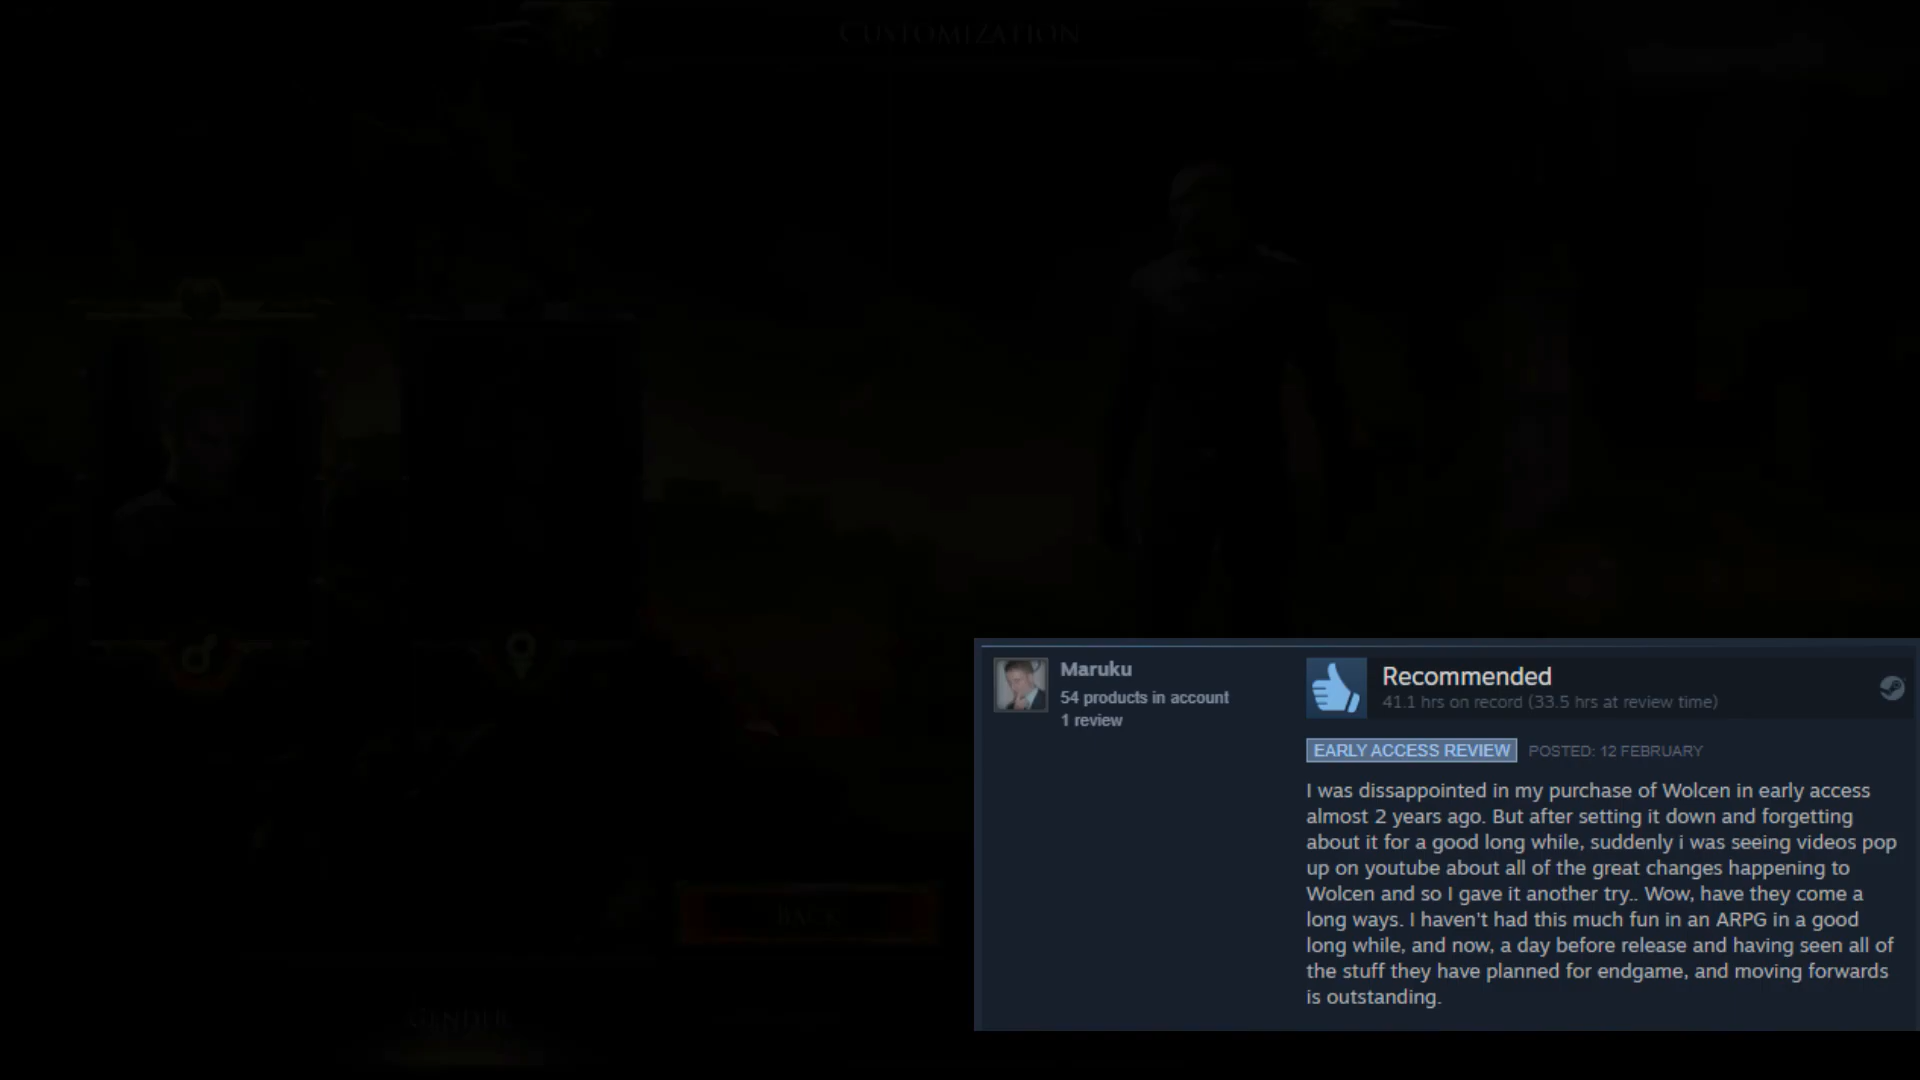 CUSTOMIZATION
Maruku
54 products in account
1 review
Recommended
41.1 hrs on record (33.5 hrs at review time)
EARLY ACCESS REVIEW POSTED: 12 FEBRUARY
I was dissappointed in my purchase of Wolcen in early access
almost 2 years ago. But after setting it down and forgetting
about it for a good long while, suddenly i was seeing videos pop
up on youtube about all of the great changes happening to
Wolcen and so I gave it another try.. Wow, have they come a
long ways. I haven't had this much fun in an ARPG in a good
long while, and now, a day before release and having seen all of
the stuff they have planned for endgame, and moving forwards
is outstanding.
BACK
GENDER